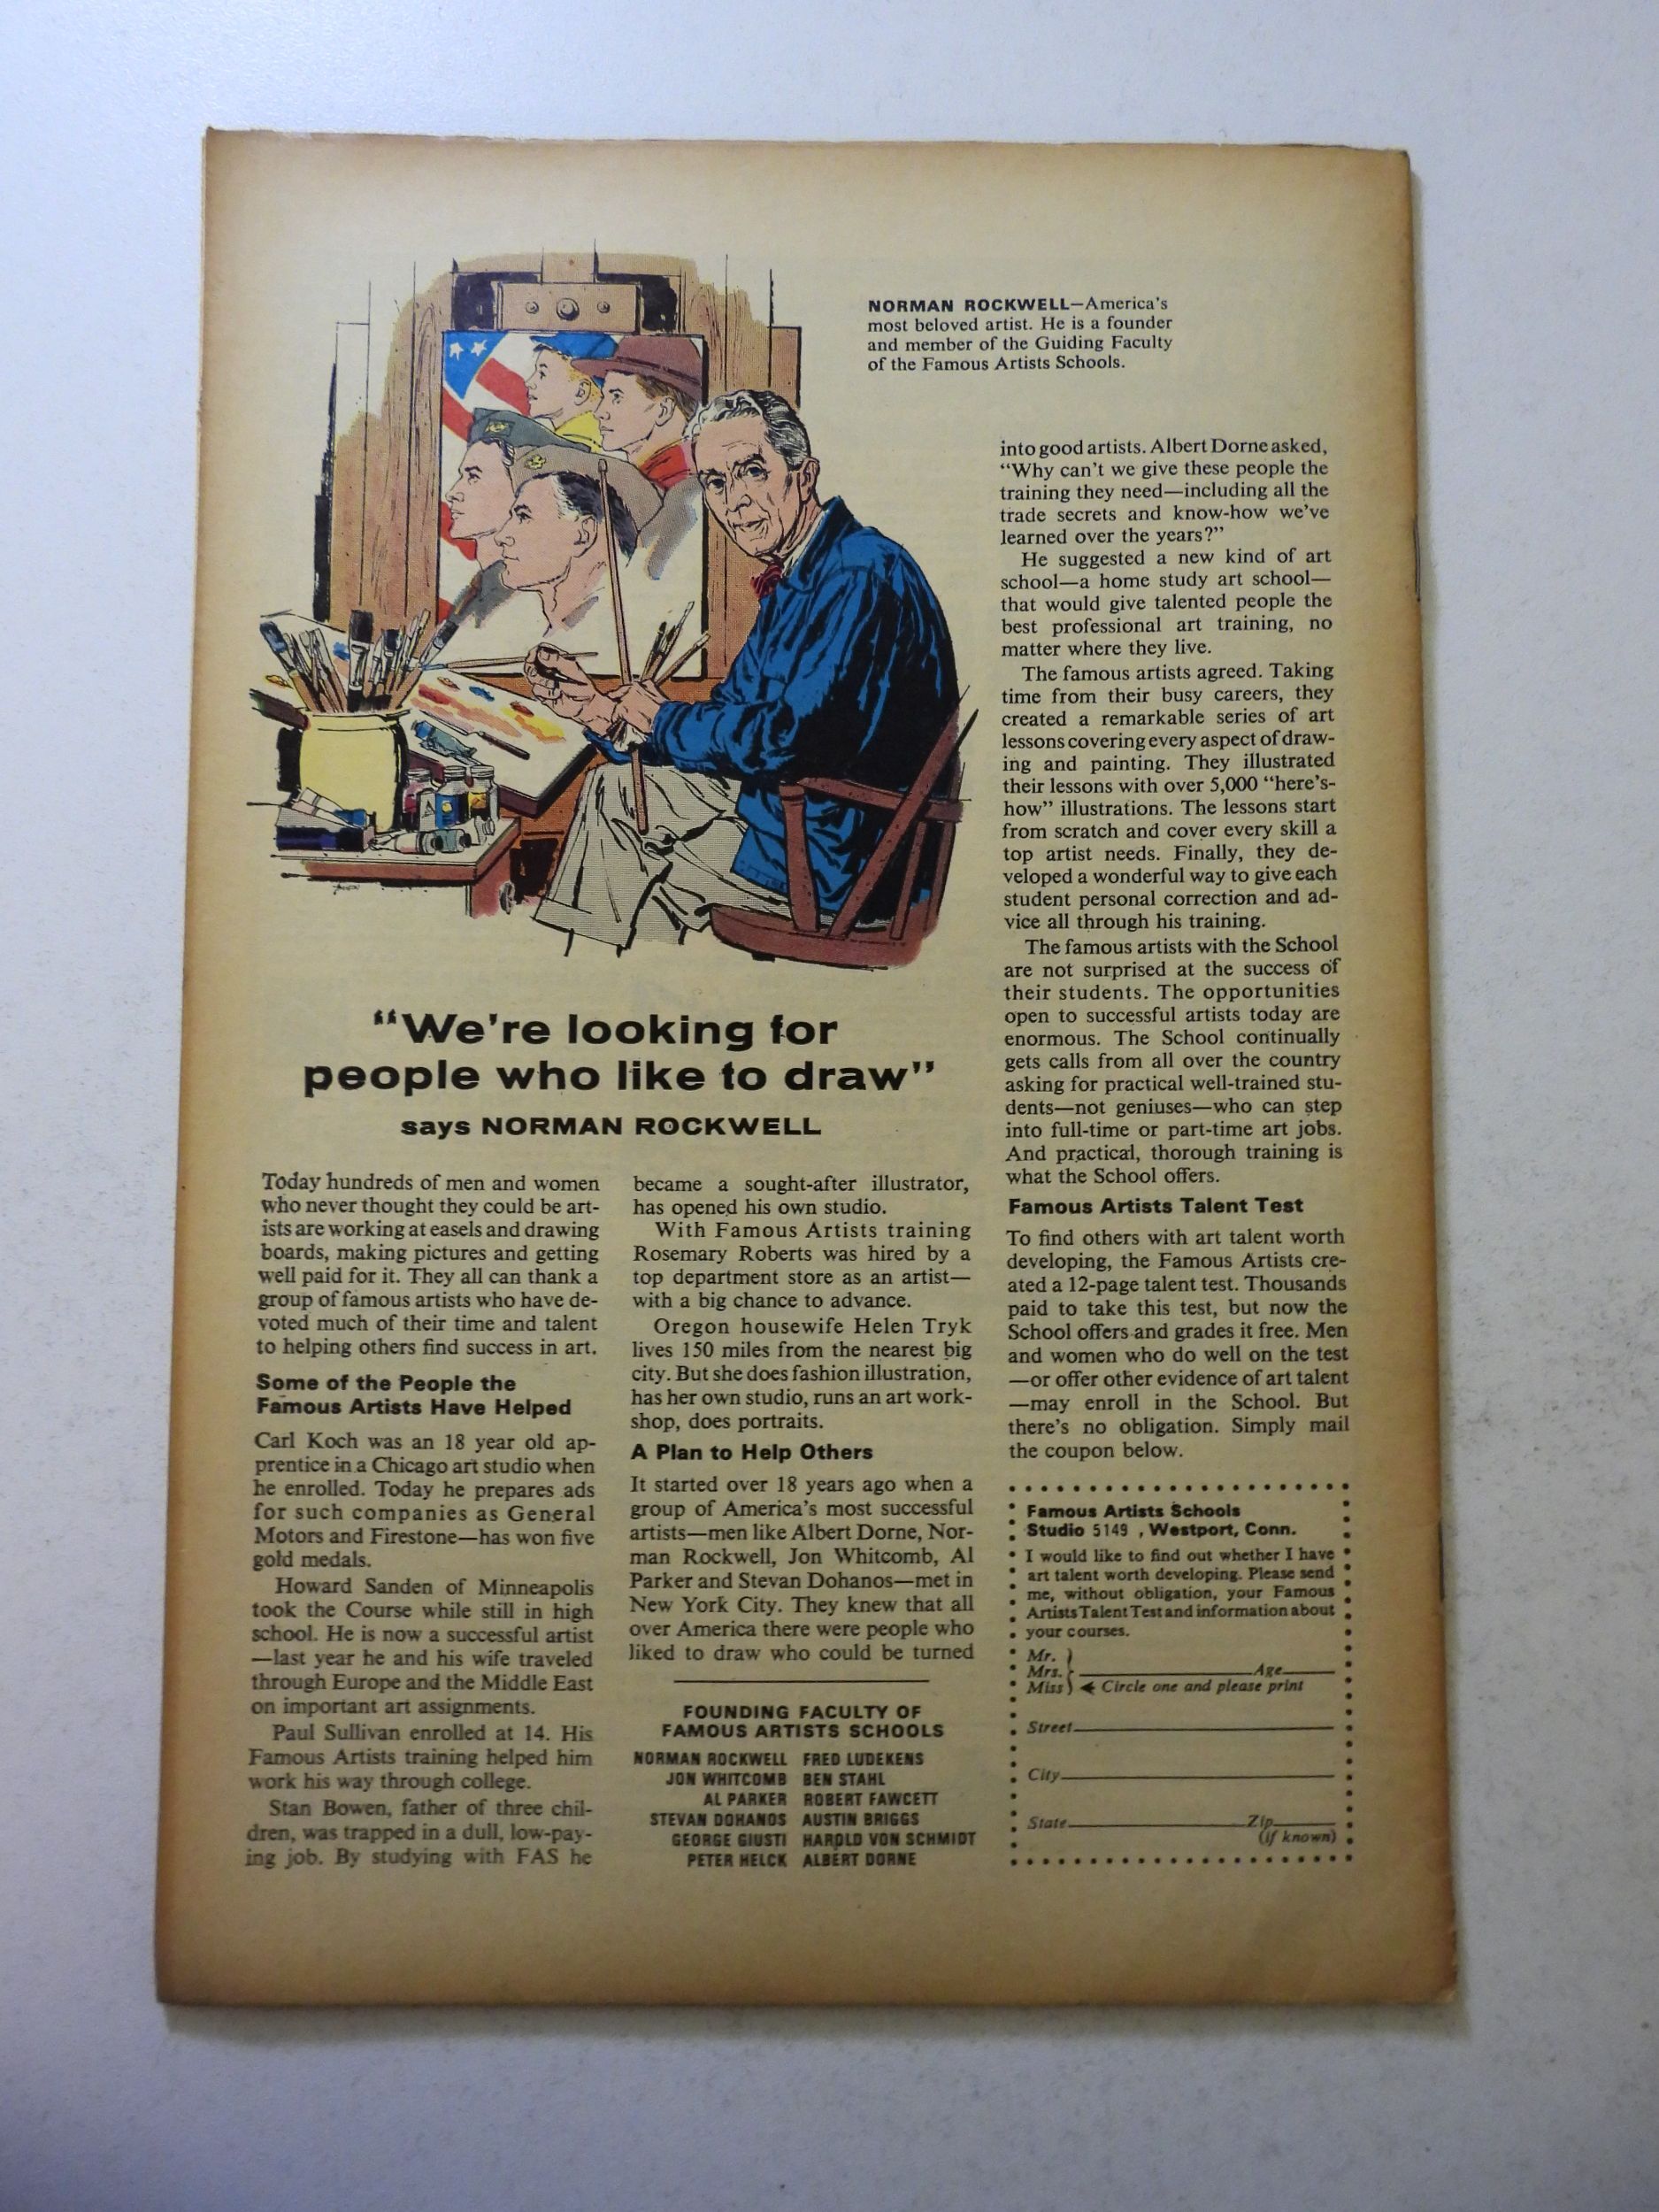 NORMAN ROCKWELL—America's
most beloved artist. He is a founder
and member of the Guiding Faculty
of the Famous Artists Schools.
"We're looking for
people who like to draw"
says NORMAN ROCKWELL
Today hundreds of men and women
who never thought they could be art-
ists are working at easels and drawing
boards, making pictures and getting
well paid for it. They all can thank a
group of famous artists who have de-
voted much of their time and talent
to helping others find success in art.
Some of the People the
Famous Artists Have Helped
Carl Koch was an 18 year old ap-
prentice in a Chicago art studio when
he enrolled. Today he prepares ads
for such companies as General
Motors and Firestone—has won five
gold medals.
Howard Sanden of Minneapolis
took the Course while still in high
school. He is now a successful artist
—last year he and his wife traveled
through Europe and the Middle East
on important art assignments.
Paul Sullivan enrolled at 14. His
Famous Artists training helped him
work his way through college.
Stan Bowen, father of three chil-
dren, was trapped in a dull, low-pay-
ing job. By studying with FAS he
became a sought-after illustrator,
has opened his own studio.
With Famous Artists training
Rosemary Roberts was hired by a
top department store as an artist—
with a big chance to advance.
Oregon housewife Helen Tryk
lives 150 miles from the nearest big
city. But she does fashion illustration,
has her own studio, runs an art work-
shop, does portraits.
A Plan to Help Others
It started over 18 years ago when a
group of America's most successful
artists—men like Albert Dorne, Nor-
man Rockwell, Jon Whitcomb, Al
Parker and Stevan Dohanos—met in
New York City. They knew that all
over America there were people who
liked to draw who could be turned
FOUNDING FACULTY OF
FAMOUS ARTISTS SCHOOLS
NORMAN ROCKWELL FRED LUDEKENS
JON WHITCOMB BEN STAHL
AL PARKER ROBERT FAWCETT
STEVAN DOHANOS AUSTIN BRIGGS
GEORGE GIUSTI HAROLD VON SCHMIDT
PETER HELCK ALBERT DORNE
into good artists. Albert Dorne asked,
"Why can't we give these people the
training they need—including all the
trade secrets and know-how we've
learned over the years?"
He suggested a new kind of art
school—a home study art school—
that would give talented people the
best professional art training, no
matter where they live.
The famous artists agreed. Taking
time from their busy careers, they
created a remarkable series of art
lessons covering every aspect of draw-
ing and painting. They illustrated
their lessons with over 5,000 "here's-
how" illustrations. The lessons start
from scratch and cover every skill a
top artist needs. Finally, they de-
veloped a wonderful way to give each
student personal correction and ad-
vice all through his training.
The famous artists with the School
are not surprised at the success of
their students. The opportunities
open to successful artists today are
enormous. The School continually
gets calls from all over the country
asking for practical well-trained stu-
dents—not geniuses—who can step
into full-time or part-time art jobs.
And practical, thorough training is
what the School offers.
Famous Artists Talent Test
To find others with art talent worth
developing, the Famous Artists cre-
ated a 12-page talent test. Thousands
paid to take this test, but now the
School offers and grades it free. Men
and women who do well on the test
—or offer other evidence of art talent
—may enroll in the School. But
there's no obligation. Simply mail
the coupon below.
Famous Artists Schools
Studio 5149 , Westport, Conn.
I would like to find out whether I have
art talent worth developing. Please send
me, without obligation, your Famous
Artists Talent Test and information about
your courses.
Mr.
Mrs. Age
Miss Circle one and please print
Street
City
State Zip
(if known)